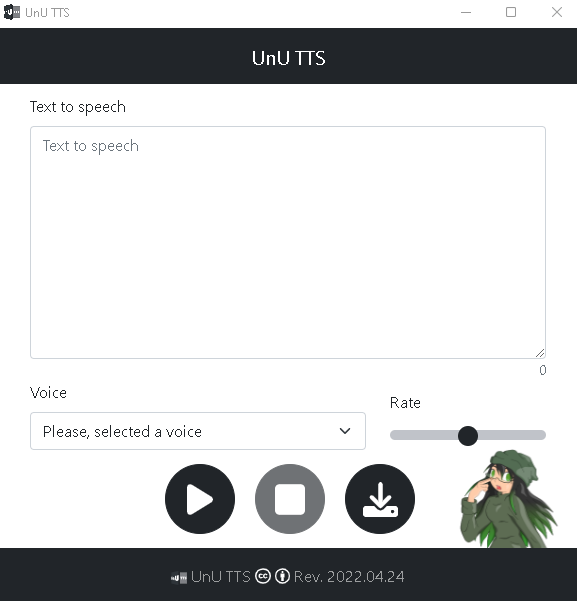 UnU TTS
UnU TTS
Text to speech
Text to speech
0
Voice
Rate
Please, selected a voice
UnU TTS Rev. 2022.04.24